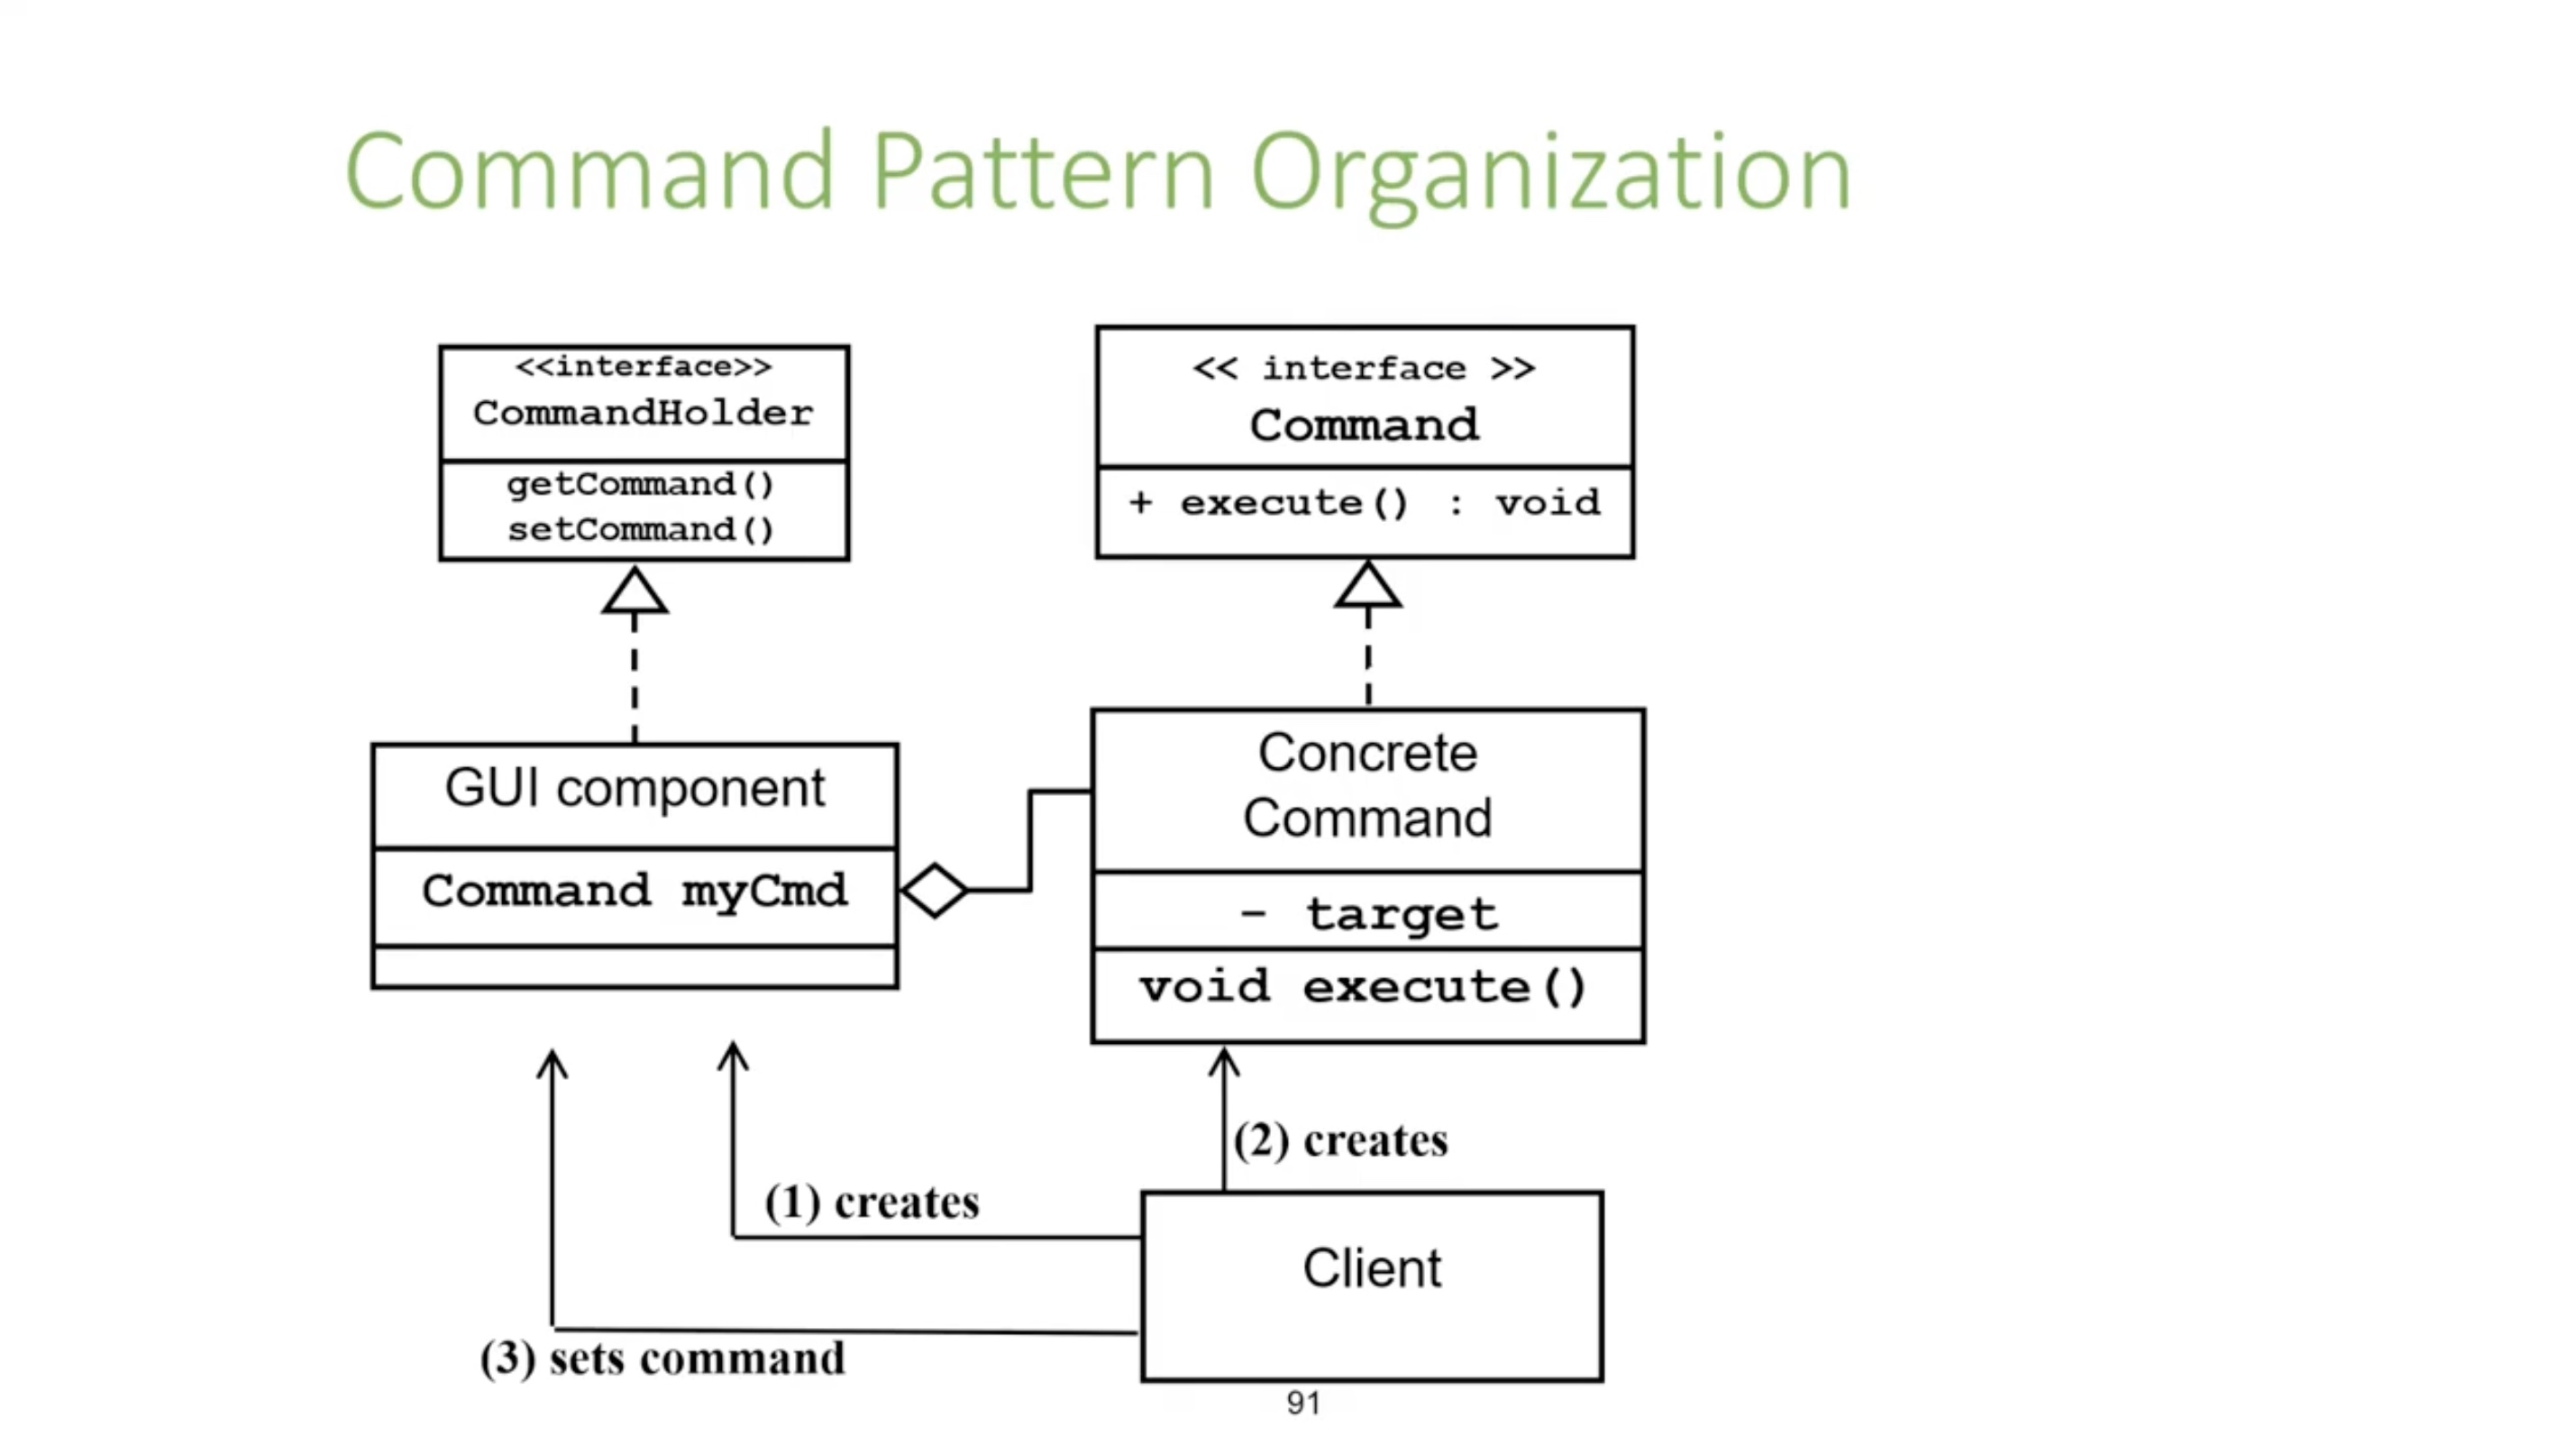 Command Pattern Organization
<<interface>>
CommandHolder
getCommand()
setCommand()
<< interface >>
Command
+ execute() : void
GUI component
Command myCmd
Concrete
Command
- target
void execute()
(2) creates
(1) creates
Client
(3) sets command
91